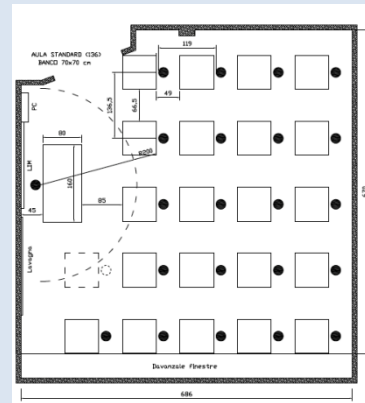 AULA STANDARD (136)
BANCO 70x70 cm
119
49
136,5
66,5
PC
80
R200
LIM
160
85
45
Lavagna
Davanzale finestre
686